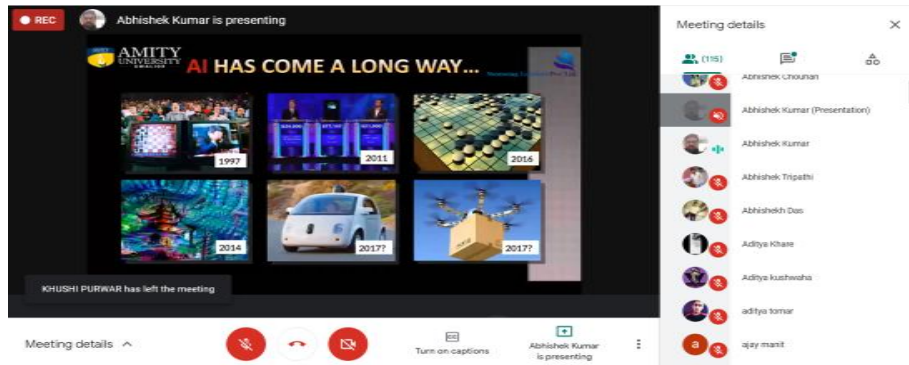 REC
Abhishek Kumar is presenting
AMITY
UNIVERSITY
AI HAS COME A LONG WAY...
1997
2011
2016
2014
2017?
2017?
KHUSHI PURWAR has left the meeting
Meeting details
Turn on captions
Abhishek Kumar
is presenting
Meeting details
(115)
Abhishek Chouhan
Abhishek Kumar (Presentation)
Abhishek Kumar
Abhishek Tripathi
Abhishekh Das
Aditya Khare
Aditya kushwaha
aditya tomar
a
ajay manit